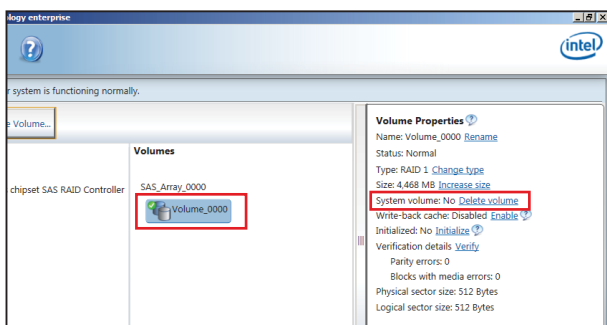 ology enterprise
intel
r system is functioning normally.
e Volume...
Volumes
chipset SAS RAID Controller
SAS_Array_0000
Volume_0000
Volume Properties
Name: Volume_0000 Rename
Status: Normal
Type: RAID 1 Change type
Size: 4,468 MB Increase size
System volume: No Delete volume
Write-back cache: Disabled Enable
Initialized: No Initialize
Verification details Verify
Parity errors: 0
Blocks with media errors: 0
Physical sector size: 512 Bytes
Logical sector size: 512 Bytes